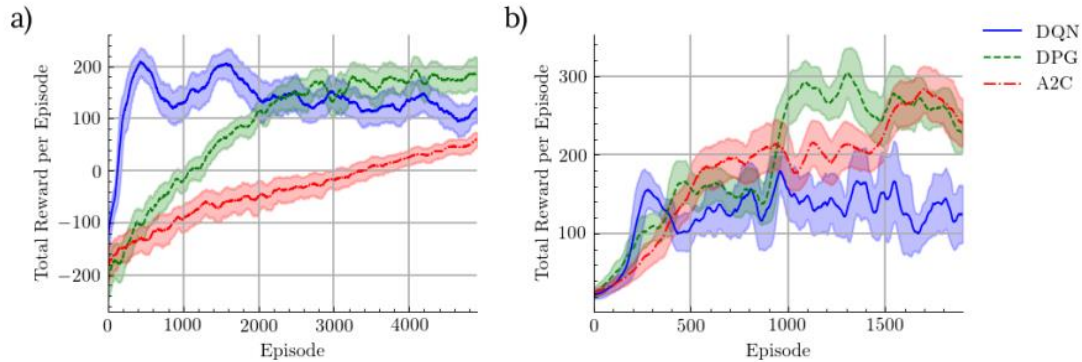 a)
Total Reward per Episode
200
100
0
−100
−200
0
1000
2000
3000
4000
Episode
b)
Total Reward per Episode
300
200
100
0
500
1000
1500
Episode
DQN
DPG
A2C